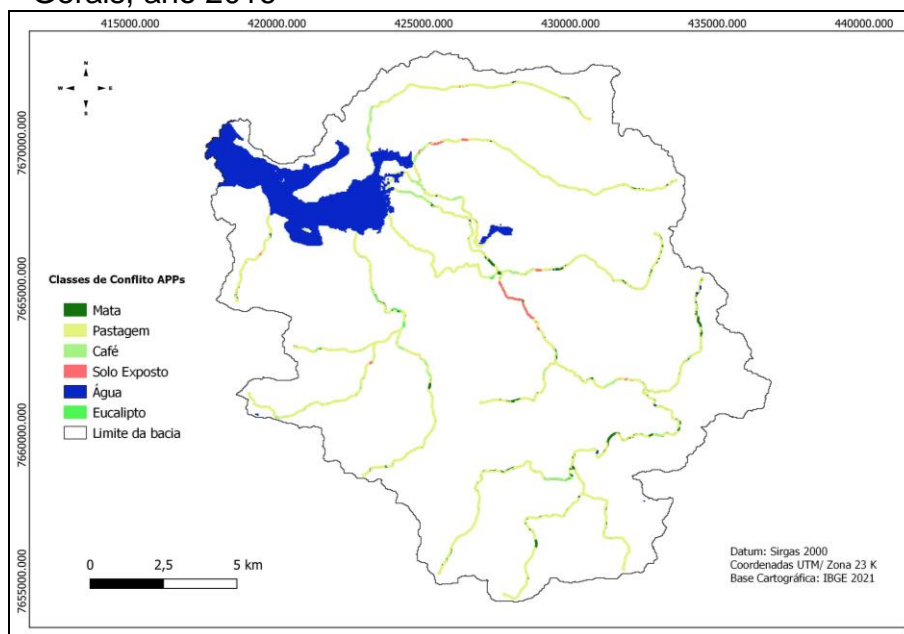 Gerais, ano 2016
415000.000 420000.000 425000.000 430000.000 435000.000 440000.000
N
W E
S
7670000.000
7665000.000
7660000.000
7655000.000
Classes de Conflito APPs
Mata
Pastagem
Café
Solo Exposto
Água
Eucalipto
Limite da bacia
0 2,5 5 km
Datum: Sirgas 2000
Coordenadas UTM/ Zona 23 K
Base Cartográfica: IBGE 2021